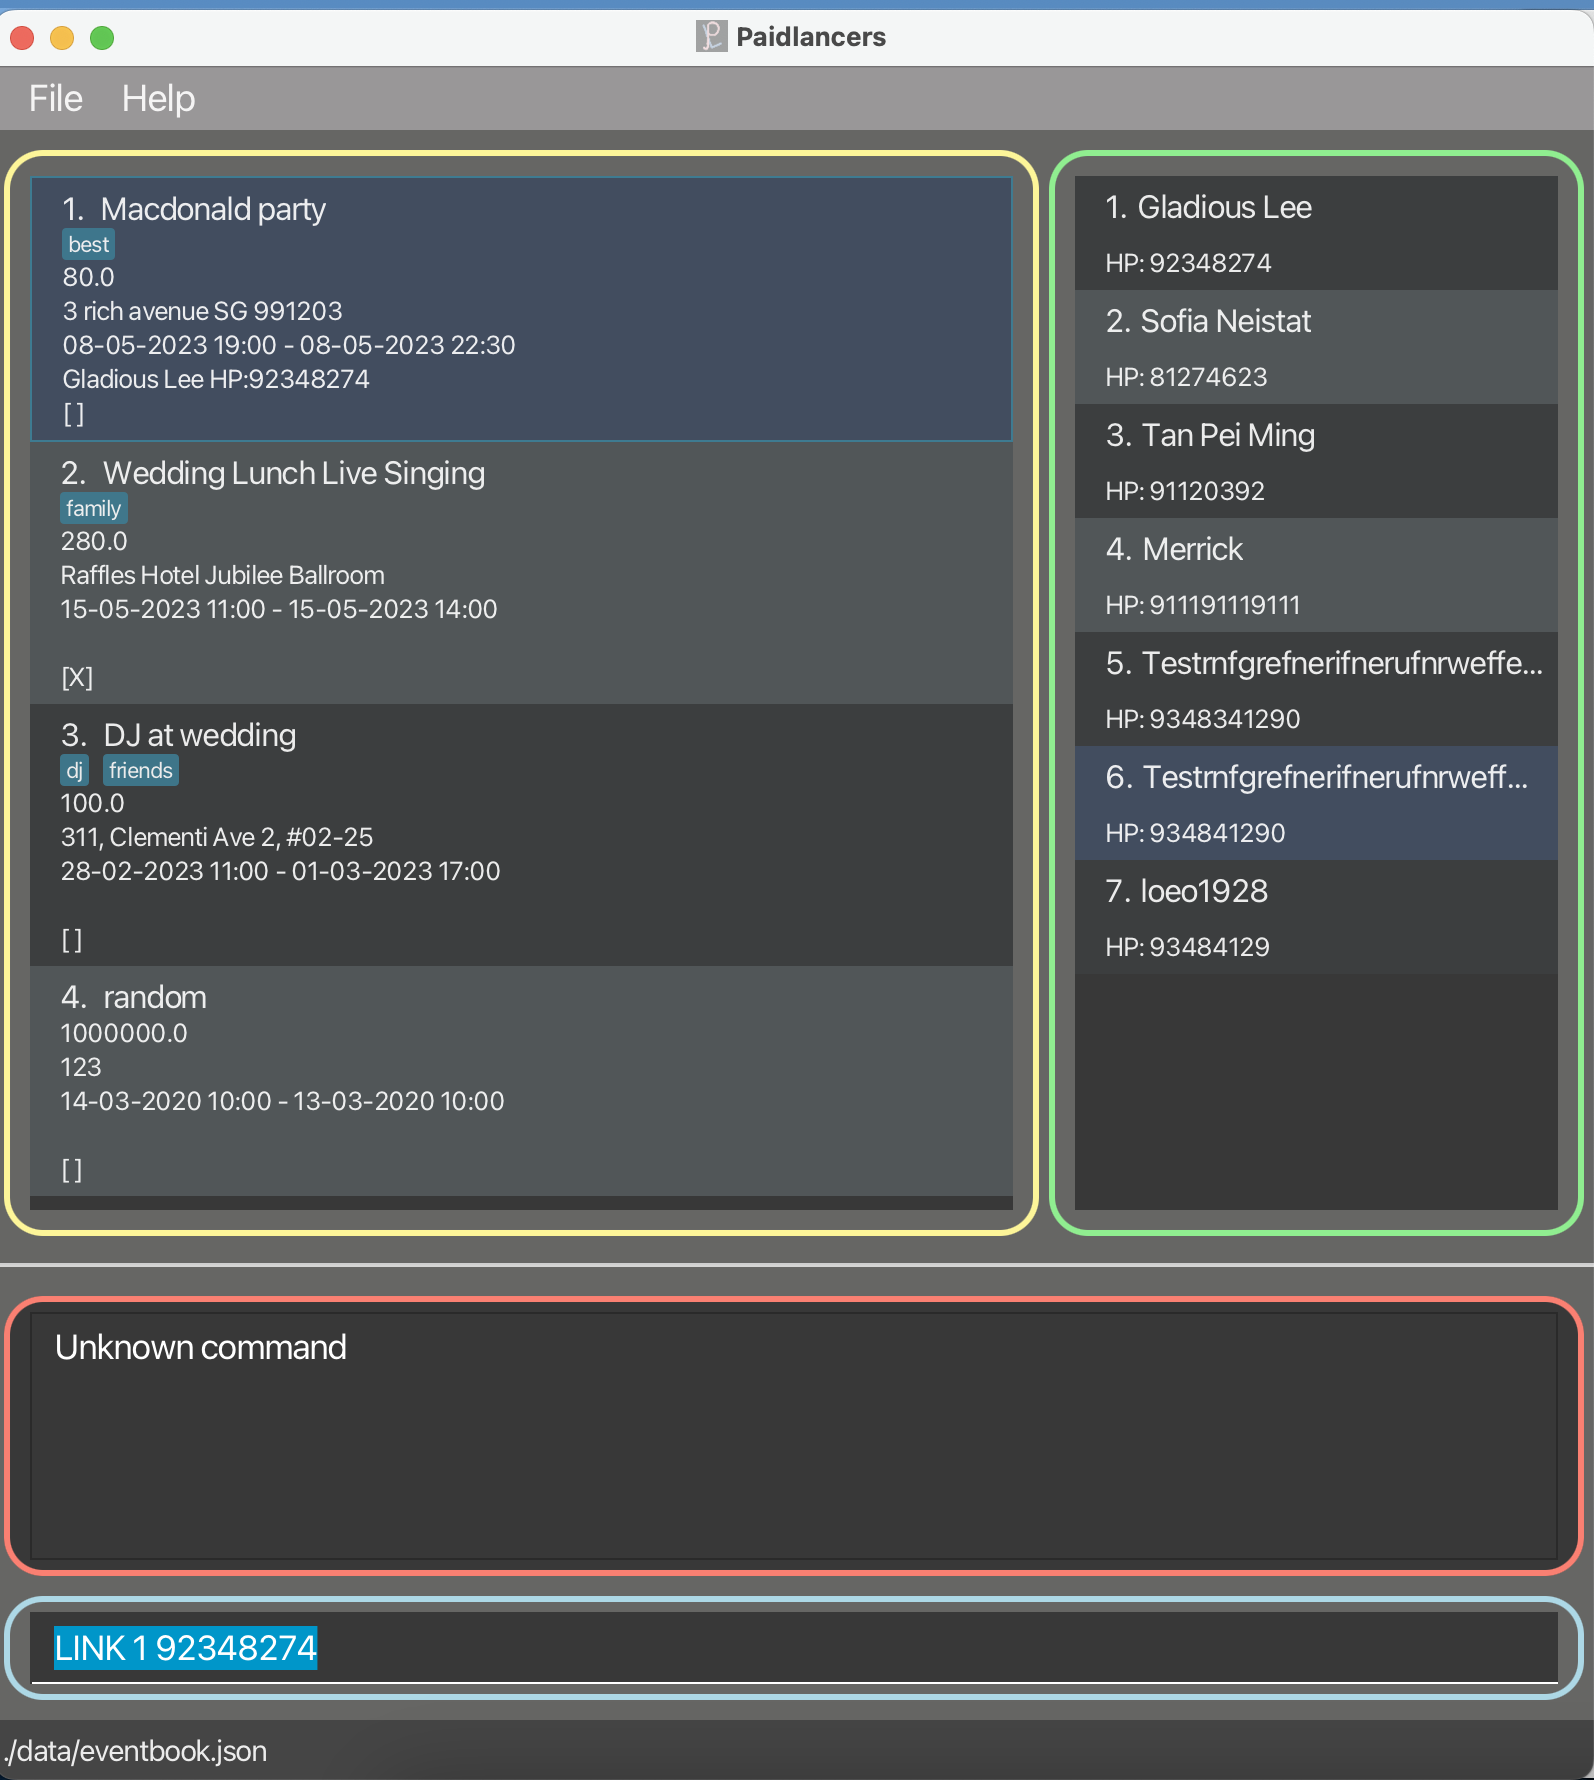 Paidlancers
File Help
1. Macdonald party
best
80.0
3 rich avenue SG 991203
08-05-2023 19:00 - 08-05-2023 22:30
Gladious Lee HP:92348274
[ ]
2. Wedding Lunch Live Singing
family
280.0
Raffles Hotel Jubilee Ballroom
15-05-2023 11:00 - 15-05-2023 14:00
[X]
3. DJ at wedding
dj friends
100.0
311, Clementi Ave 2, #02-25
28-02-2023 11:00 - 01-03-2023 17:00
[ ]
4. random
1000000.0
123
14-03-2020 10:00 - 13-03-2020 10:00
[ ]
1. Gladious Lee
HP: 92348274
2. Sofia Neistat
HP: 81274623
3. Tan Pei Ming
HP: 91120392
4. Merrick
HP: 911191119111
5. Testrnfgrefnerifnerufnrweffe...
HP: 9348341290
6. Testrnfgrefnerifnerufnrweff...
HP: 934841290
7. loeo1928
HP: 93484129
Unknown command
LINK 1 92348274
./data/eventbook.json